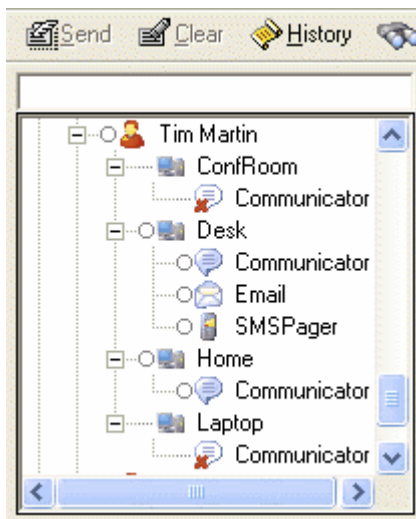 Send Clear History
Tim Martin
ConfRoom
Communicator
Desk
Communicator
Email
SMSPager
Home
Communicator
Laptop
Communicator